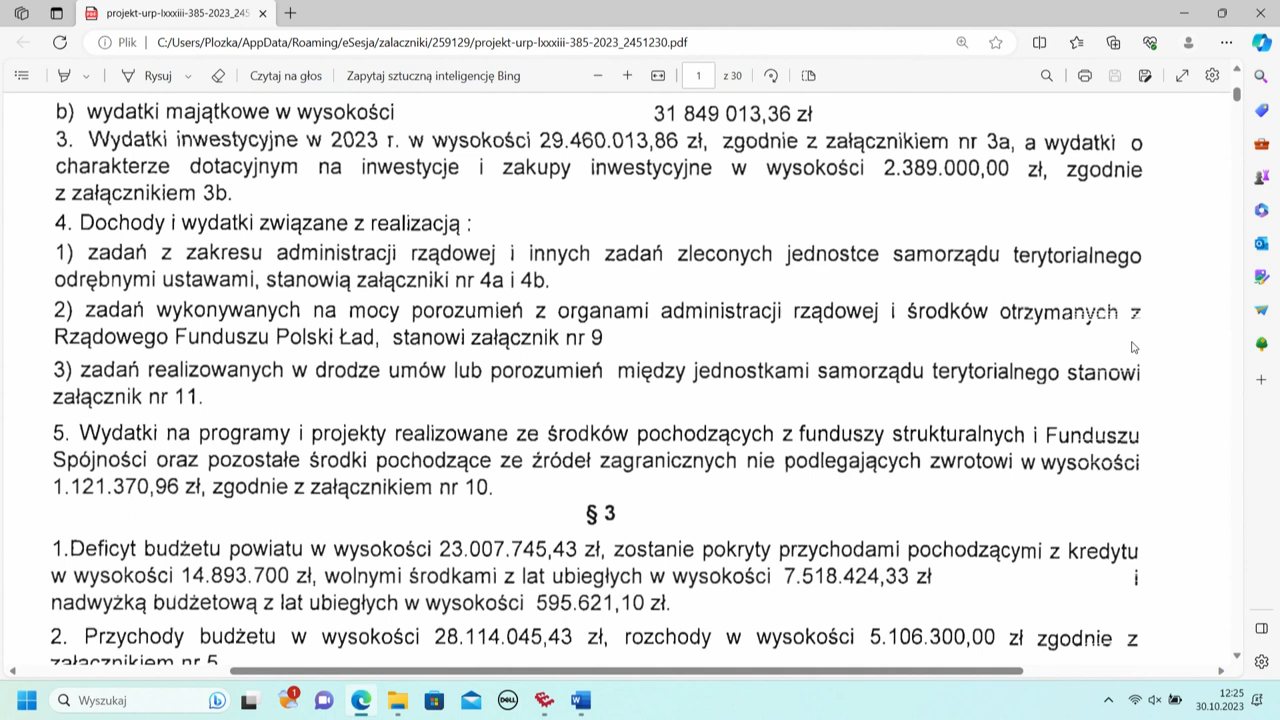 projekt-urp-lxxxiii-385-2023_245
Plik
C:/Users/Plozka/AppData/Roaming/eSesja/zalaczniki/259129/projekt-urp-lxxxiii-385-2023_2451230.pdf
Rysuj
Czytaj na głos
Zapytaj sztuczną inteligencję Bing
1
z 30
b) wydatki majątkowe w wysokości 31 849 013,36 zł
3. Wydatki inwestycyjne w 2023 r. w wysokości 29.460.013,86 zł, zgodnie z załącznikiem nr 3a, a wydatki o
charakterze dotacyjnym na inwestycje i zakupy inwestycyjne w wysokości 2.389.000,00 zł, zgodnie
z załącznikiem 3b.
4. Dochody i wydatki związane z realizacją :
1) zadań z zakresu administracji rządowej i innych zadań zleconych jednostce samorządu terytorialnego
odrębnymi ustawami, stanowią załączniki nr 4a i 4b.
2) zadań wykonywanych na mocy porozumień z organami administracji rządowej i środków otrzymanych z
Rządowego Funduszu Polski Ład, stanowi załącznik nr 9
3) zadań realizowanych w drodze umów lub porozumień między jednostkami samorządu terytorialnego stanowi
załącznik nr 11.
5. Wydatki na programy i projekty realizowane ze środków pochodzących z funduszy strukturalnych i Funduszu
Spójności oraz pozostałe środki pochodzące ze źródeł zagranicznych nie podlegających zwrotowi w wysokości
1.121.370,96 zł, zgodnie z załącznikiem nr 10.
§ 3
1.Deficyt budżetu powiatu w wysokości 23.007.745,43 zł, zostanie pokryty przychodami pochodzącymi z kredytu
w wysokości 14.893.700 zł, wolnymi środkami z lat ubiegłych w wysokości 7.518.424,33 zł i
nadwyżką budżetową z lat ubiegłych w wysokości 595.621,10 zł.
2. Przychody budżetu w wysokości 28.114.045,43 zł, rozchody w wysokości 5.106.300,00 zł zgodnie z
załącznikiem nr 5
Wyszukaj
1
DELL
12:25
30.10.2023